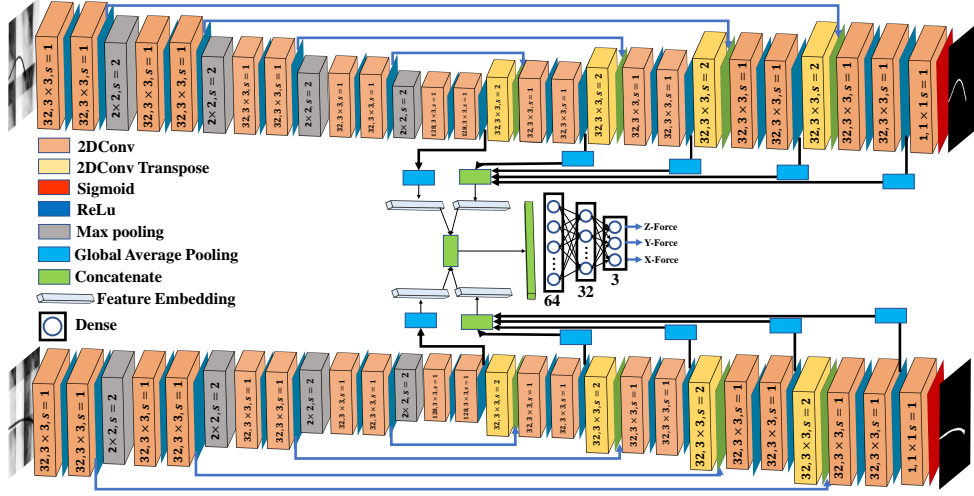 32, 3 × 3, s = 1
32, 3 × 3, s = 1
2 × 2, s = 2
32, 3 × 3, s = 1
32, 3 × 3, s = 1
2 × 2, s = 2
32, 3 × 3, s = 1
32, 3 × 3, s = 1
2 × 2, s = 2
32, 3 × 3, s = 1
32, 3 × 3, s = 1
2 × 2, s = 2
128, 3 × 3, s = 1
128, 3 × 3, s = 1
32, 3 × 3, s = 2
32, 3 × 3, s = 1
32, 3 × 3, s = 1
32, 3 × 3, s = 2
32, 3 × 3, s = 1
32, 3 × 3, s = 1
32, 3 × 3, s = 2
32, 3 × 3, s = 1
32, 3 × 3, s = 1
32, 3 × 3, s = 2
32, 3 × 3, s = 1
32, 3 × 3, s = 1
1, 1 × 1 s = 1
2DConv
2DConv Transpose
Sigmoid
ReLu
Max pooling
Global Average Pooling
Concatenate
Feature Embedding
Dense
Z-Force
Y-Force
X-Force
64
32
3
32, 3 × 3, s = 1
32, 3 × 3, s = 1
2 × 2, s = 2
32, 3 × 3, s = 1
32, 3 × 3, s = 1
2 × 2, s = 2
32, 3 × 3, s = 1
32, 3 × 3, s = 1
2 × 2, s = 2
32, 3 × 3, s = 1
32, 3 × 3, s = 1
2 × 2, s = 2
128, 3 × 3, s = 1
128, 3 × 3, s = 1
32, 3 × 3, s = 2
32, 3 × 3, s = 1
32, 3 × 3, s = 1
32, 3 × 3, s = 2
32, 3 × 3, s = 1
32, 3 × 3, s = 1
32, 3 × 3, s = 2
32, 3 × 3, s = 1
32, 3 × 3, s = 1
32, 3 × 3, s = 2
32, 3 × 3, s = 1
32, 3 × 3, s = 1
1, 1 × 1 s = 1